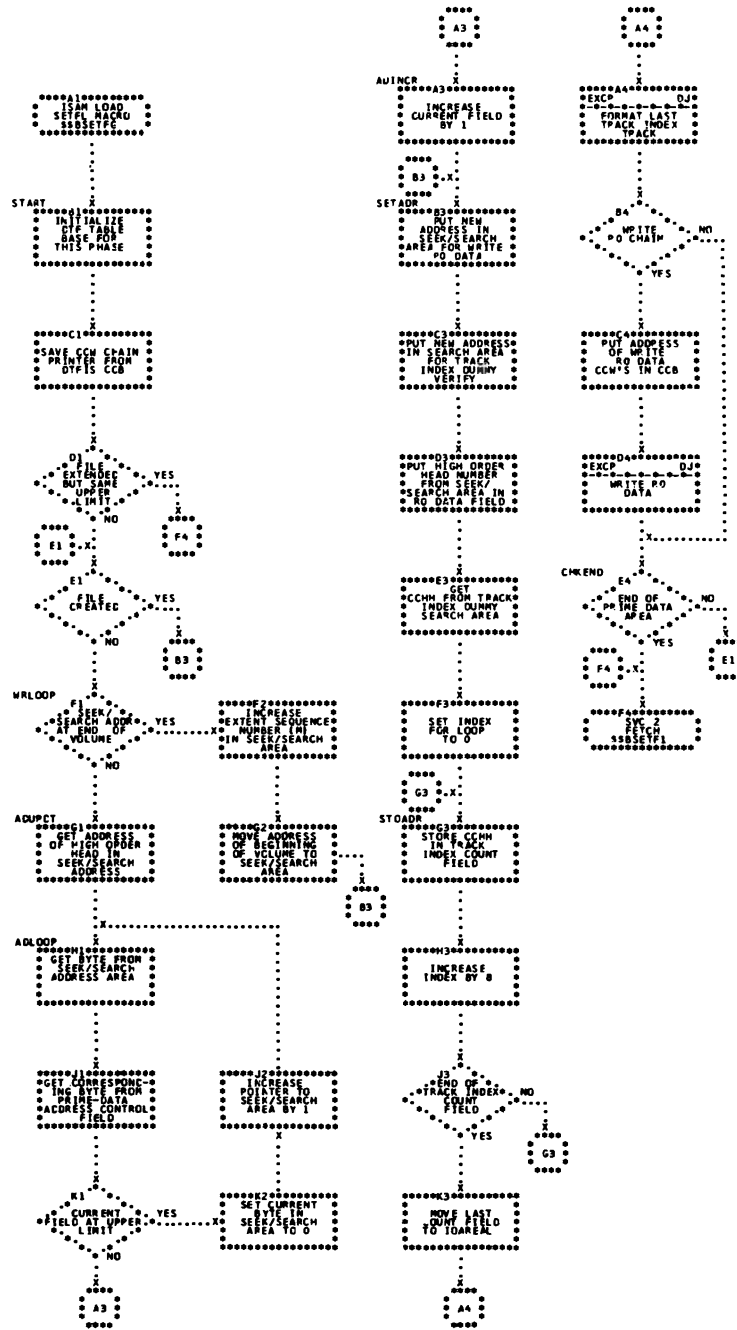 A1
ISAM LOAD
SETFL MACRO
$$BSETFG
START
B1
INITIALIZE
DTF TABLE
BASE FOR
THIS PHASE
C1
SAVE CCW CHAIN
PRINTER FROM
DTFIS CCB
D1
FILE
EXTENDED
BUT SAME
UPPER
LIMIT
YES
NO
F4
E1
E1
FILE
CREATED
YES
NO
B3
WRLOOP
F1
SEEK/
SEARCH ADDR
AT END OF
VOLUME
YES
NO
F2
INCREASE
EXTENT SEQUENCE
NUMBER (M)
IN SEEK/SEARCH
AREA
ADUPCT
G1
GET ADDRESS
OF HIGH ORDER
HEAD IN
SEEK/SEARCH
ADDRESS
G2
MOVE ADDRESS
OF BEGINNING
OF VOLUME TO
SEEK/SEARCH
AREA
B3
ADLOOP
H1
GET BYTE FROM
SEEK/SEARCH
ADDRESS AREA
J1
GET CORRESPOND-
ING BYTE FROM
PRIME-DATA
ADDRESS CONTROL
FIELD
J2
INCREASE
POINTER TO
SEEK/SEARCH
AREA BY 1
K1
CURRENT
FIELD AT UPPER
LIMIT
YES
NO
K2
SET CURRENT
BYTE IN
SEEK/SEARCH
AREA TO 0
A3
A3
ADINCR
A3
INCREASE
CURRENT FIELD
BY 1
B3
SETADR
B3
PUT NEW
ADDRESS IN
SEEK/SEARCH
AREA FOR WRITE
RO DATA
C3
PUT NEW ADDRESS
IN SEARCH AREA
FOR TRACK
INDEX DUMMY
VERIFY
D3
PUT HIGH ORDER
HEAD NUMBER
FROM SEEK/
SEARCH AREA IN
RO DATA FIELD
E3
GET
CCHH FROM TRACK
INDEX DUMMY
SEARCH AREA
F3
SET INDEX
FOR LOOP
TO 0
G3
STOADR
G3
STORE CCHH
IN TRACK
INDEX COUNT
FIELD
H3
INCREASE
INDEX BY 8
J3
END OF
TRACK INDEX
COUNT
FIELD
NO
YES
G3
K3
MOVE LAST
COUNT FIELD
TO IOAREAL
A4
A4
A4
EXCP DJ
FORMAT LAST
TRACK INDEX
TRACK
B4
WRITE
RO CHAIN
NO
YES
C4
PUT ADDRESS
OF WRITE
RO DATA
CCW'S IN CCB
D4
EXCP DJ
WRITE RO
DATA
CHKEND
E4
END OF
PRIME DATA
AREA
NO
YES
E1
F4
F4
SVC 2
FETCH
$$BSETF1